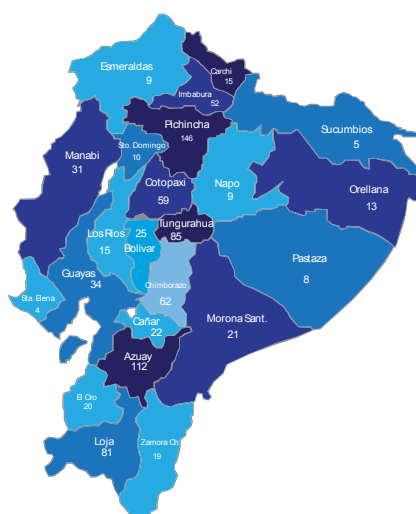 Esmeraldas
9
Carchi
15
Imbabura
52
Pichincha
146
Sto. Domingo
10
Sucumbios
5
Manabi
31
Cotopaxi
59
Napo
9
Orellana
13
Tungurahua
85
Los Rios
15
25
Bolivar
Pastaza
8
Guayas
34
Chimborazo
62
Sta. Elena
4
Cañar
22
Morona Sant.
21
Azuay
112
El Oro
20
Loja
81
Zamora Ch.
19